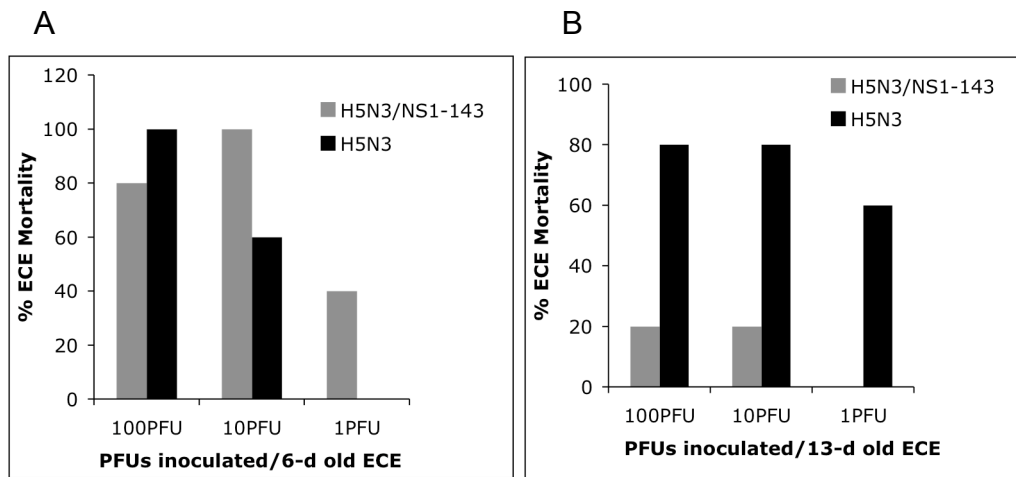 A
B
% ECE Mortality
120
100
80
60
40
20
0
H5N3/NS1-143
H5N3
100PFU 10PFU 1PFU
PFUs inoculated/6-d old ECE
% ECE Mortality
100
80
60
40
20
0
H5N3/NS1-143
H5N3
100PFU 10PFU 1PFU
PFUs inoculated/13-d old ECE